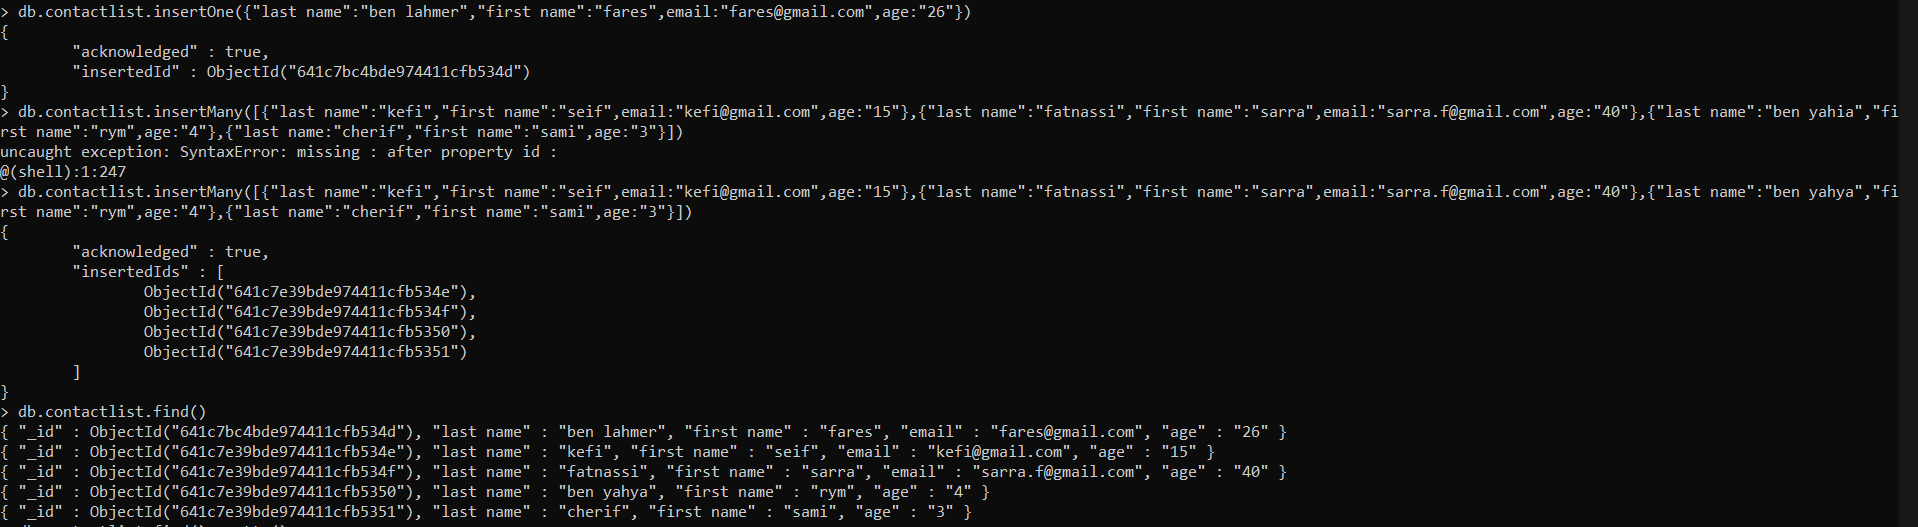 > db.contactlist.insertOne({"last name":"ben lahmer","first name":"fares",email:"fares@gmail.com",age:"26"})
{
        "acknowledged" : true,
        "insertedId" : ObjectId("641c7bc4bde974411cfb534d")
}
> db.contactlist.insertMany([{"last name":"kefi","first name":"seif",email:"kefi@gmail.com",age:"15"},{"last name":"fatnassi","first name":"sarra",email:"sarra.f@gmail.com",age:"40"},{"last name":"ben yahia","fi
rst name":"rym",age:"4"},{"last name:"cherif","first name":"sami",age:"3"}])
uncaught exception: SyntaxError: missing : after property id :
@(shell):1:247
> db.contactlist.insertMany([{"last name":"kefi","first name":"seif",email:"kefi@gmail.com",age:"15"},{"last name":"fatnassi","first name":"sarra",email:"sarra.f@gmail.com",age:"40"},{"last name":"ben yahya","fi
rst name":"rym",age:"4"},{"last name":"cherif","first name":"sami",age:"3"}])
{
        "acknowledged" : true,
        "insertedIds" : [
                ObjectId("641c7e39bde974411cfb534e"),
                ObjectId("641c7e39bde974411cfb534f"),
                ObjectId("641c7e39bde974411cfb5350"),
                ObjectId("641c7e39bde974411cfb5351")
        ]
}
> db.contactlist.find()
{ "_id" : ObjectId("641c7bc4bde974411cfb534d"), "last name" : "ben lahmer", "first name" : "fares", "email" : "fares@gmail.com", "age" : "26" }
{ "_id" : ObjectId("641c7e39bde974411cfb534e"), "last name" : "kefi", "first name" : "seif", "email" : "kefi@gmail.com", "age" : "15" }
{ "_id" : ObjectId("641c7e39bde974411cfb534f"), "last name" : "fatnassi", "first name" : "sarra", "email" : "sarra.f@gmail.com", "age" : "40" }
{ "_id" : ObjectId("641c7e39bde974411cfb5350"), "last name" : "ben yahya", "first name" : "rym", "age" : "4" }
{ "_id" : ObjectId("641c7e39bde974411cfb5351"), "last name" : "cherif", "first name" : "sami", "age" : "3" }